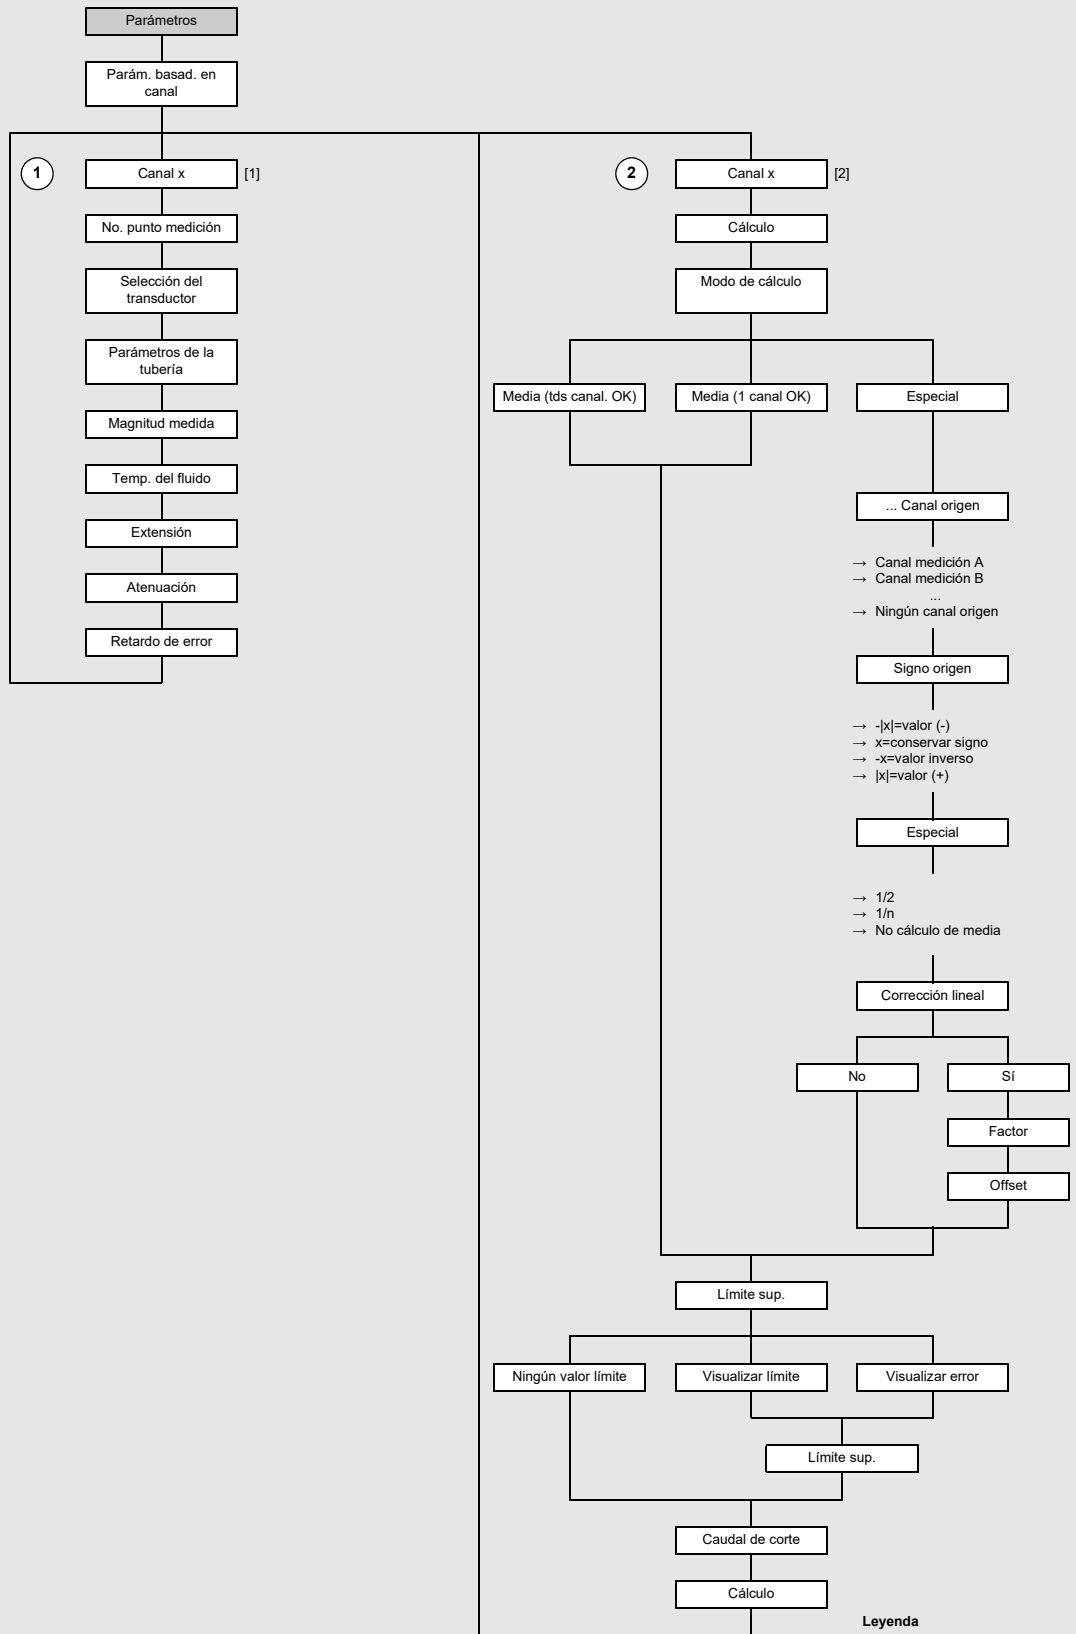 Parámetros
Parám. basad. en
canal
1
Canal x
[1]
No. punto medición
Selección del
transductor
Parámetros de la
tubería
Magnitud medida
Temp. del fluido
Extensión
Atenuación
Retardo de error
2
Canal x
[2]
Cálculo
Modo de cálculo
Media (tds canal. OK)
Media (1 canal OK)
Especial
... Canal origen
→ Canal medición A
→ Canal medición B
...
→ Ningún canal origen
Signo origen
→ -|x|=valor (-)
→ x=conservar signo
→ -x=valor inverso
→ |x|=valor (+)
Especial
→ 1/2
→ 1/n
→ No cálculo de media
Corrección lineal
No
Sí
Factor
Offset
Límite sup.
Ningún valor límite
Visualizar límite
Visualizar error
Límite sup.
Caudal de corte
Cálculo
Leyenda